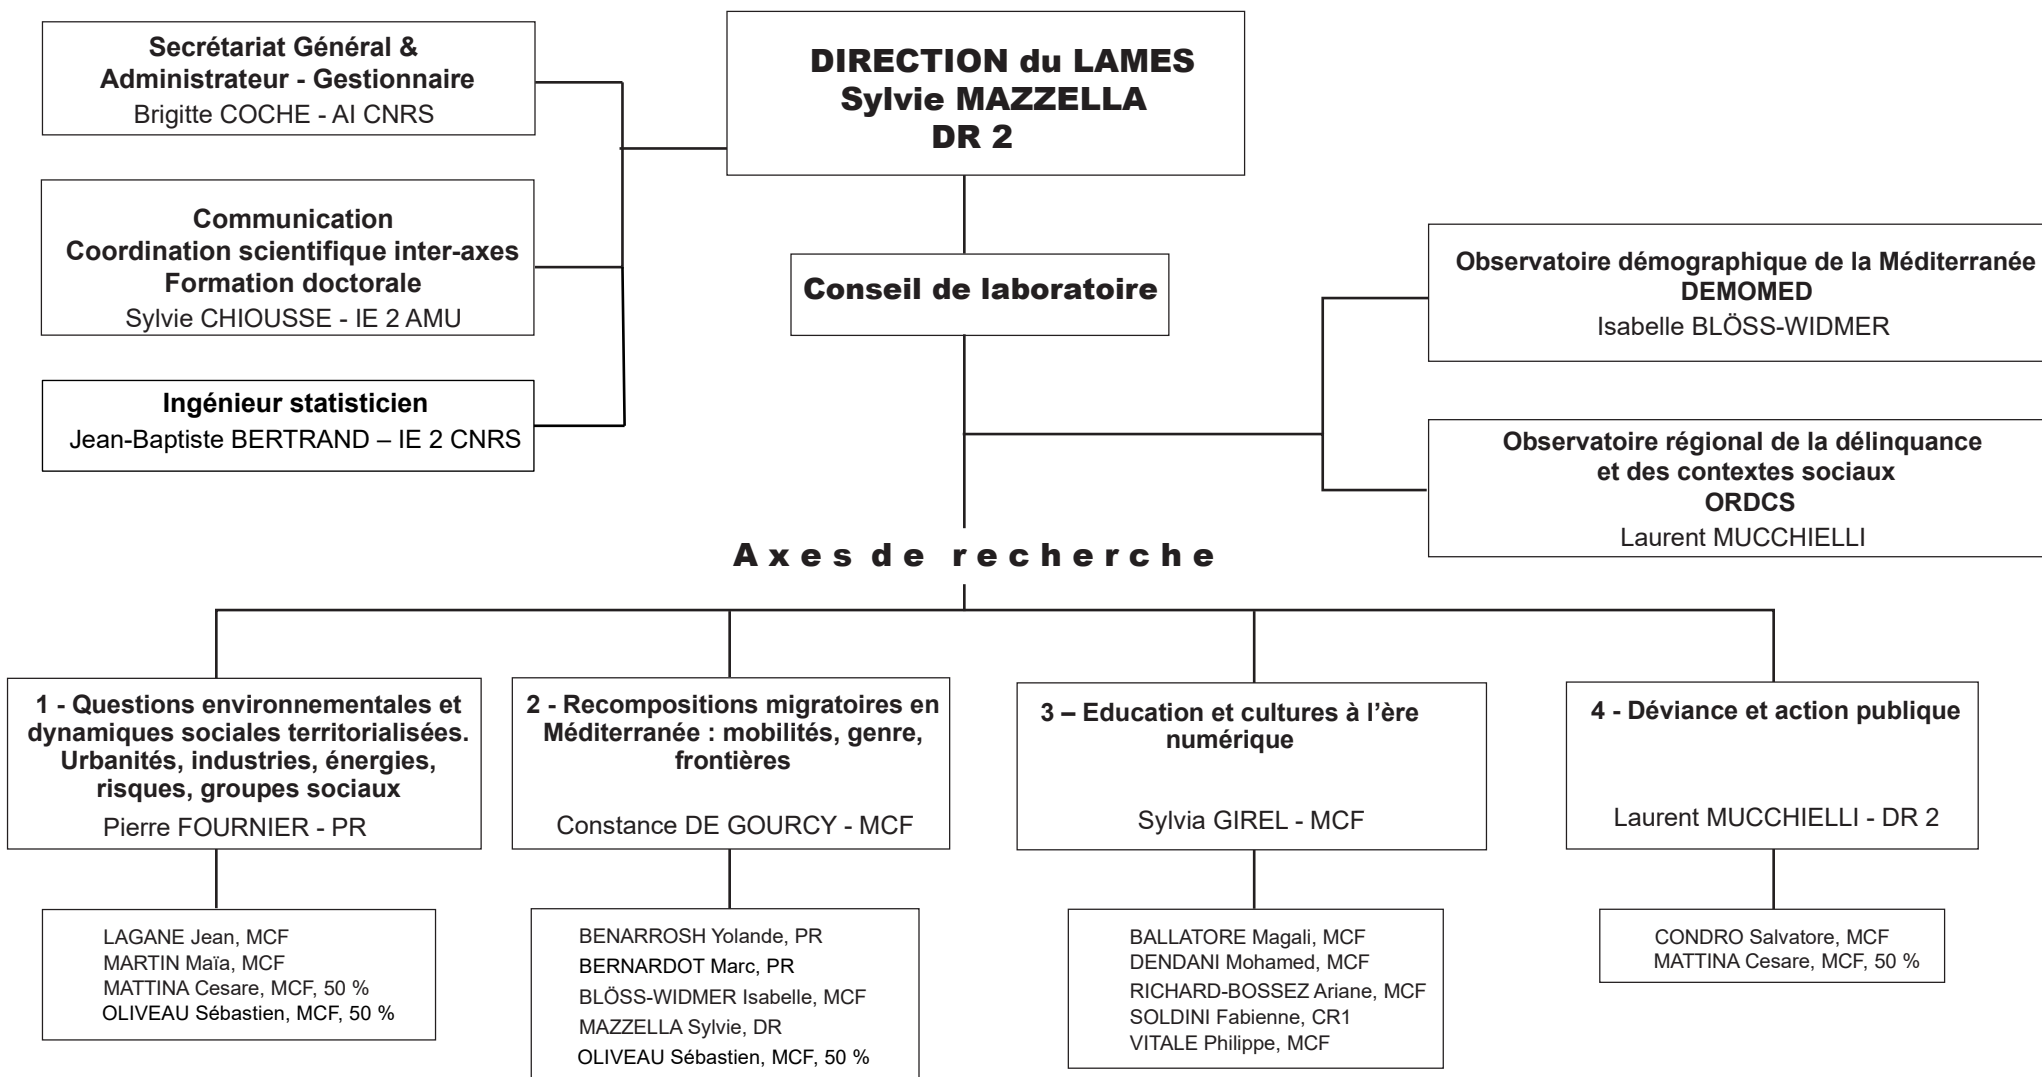 Secrétariat Général &
Administrateur - Gestionnaire
Brigitte COCHE - AI CNRS
DIRECTION du LAMES
Sylvie MAZZELLA
DR 2
Communication
Coordination scientifique inter-axes
Formation doctorale
Sylvie CHIOUSSE - IE 2 AMU
Conseil de laboratoire
Observatoire démographique de la Méditerranée
DEMOMED
Isabelle BLÖSS-WIDMER
Ingénieur statisticien
Jean-Baptiste BERTRAND – IE 2 CNRS
Observatoire régional de la délinquance
et des contextes sociaux
ORDCS
Laurent MUCCHIELLI
Axes de recherche
1 - Questions environnementales et
dynamiques sociales territorialisées.
Urbanités, industries, énergies,
risques, groupes sociaux
Pierre FOURNIER - PR
2 - Recompositions migratoires en
Méditerranée : mobilités, genre,
frontières
Constance DE GOURCY - MCF
3 – Education et cultures à l'ère
numérique
Sylvia GIREL - MCF
4 - Déviance et action publique
Laurent MUCCHIELLI - DR 2
LAGANE Jean, MCF
MARTIN Maïa, MCF
MATTINA Cesare, MCF, 50 %
OLIVEAU Sébastien, MCF, 50 %
BENARROSH Yolande, PR
BERNARDOT Marc, PR
BLÖSS-WIDMER Isabelle, MCF
MAZZELLA Sylvie, DR
OLIVEAU Sébastien, MCF, 50 %
BALLATORE Magali, MCF
DENDANI Mohamed, MCF
RICHARD-BOSSEZ Ariane, MCF
SOLDINI Fabienne, CR1
VITALE Philippe, MCF
CONDRO Salvatore, MCF
MATTINA Cesare, MCF, 50 %